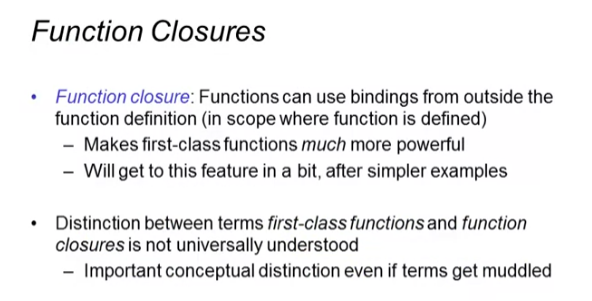 Function Closures
• Function closure: Functions can use bindings from outside the
function definition (in scope where function is defined)
– Makes first-class functions much more powerful
– Will get to this feature in a bit, after simpler examples
• Distinction between terms first-class functions and function
closures is not universally understood
– Important conceptual distinction even if terms get muddled